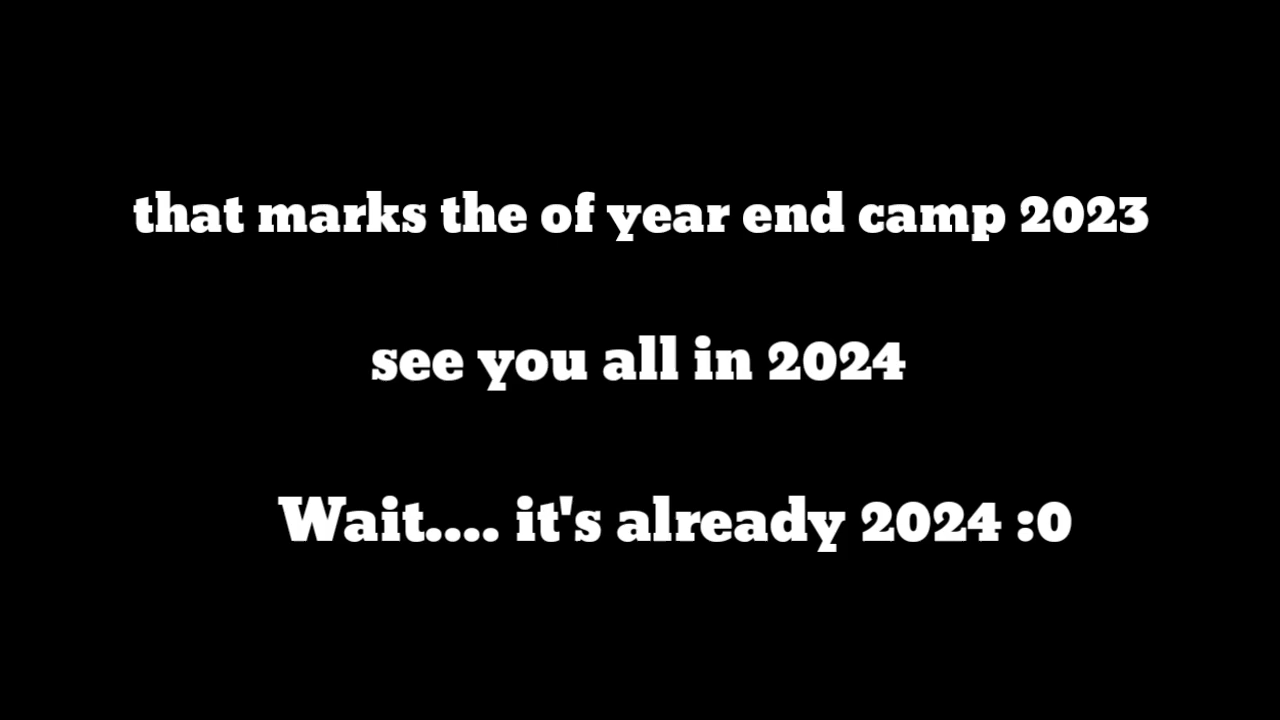 that marks the of year end camp 2023
see you all in 2024
Wait.... it's already 2024 :0